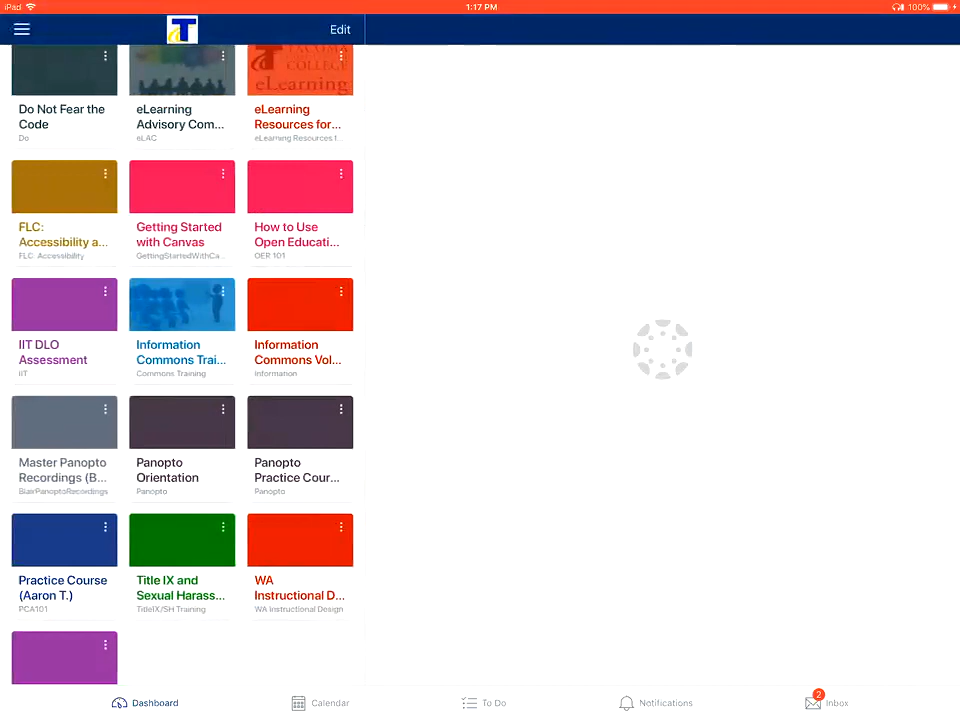 iPad
1:17 PM
100%
T
Edit
TACOMA
COLLEGE
eLearning
Do Not Fear the
Code
Do
eLearning
Advisory Com...
eLAC
eLearning
Resources for...
eLearning Resources f...
FLC:
Accessibility a...
FLC Accessibility
Getting Started
with Canvas
GettingStartedWithCa...
How to Use
Open Educati...
OER 101
IIT DLO
Assessment
IIT
Information
Commons Trai...
Commons Training
Information
Commons Vol...
Information
Master Panopto
Recordings (B...
BlairPanoptoRecordings
Panopto
Orientation
Panopto
Panopto
Practice Cour...
Panopto
Practice Course
(Aaron T.)
PCA101
Title IX and
Sexual Harass...
TitleIX/SH Training
WA
Instructional D...
WA Instructional Design
Dashboard
Calendar
To Do
Notifications
2
Inbox